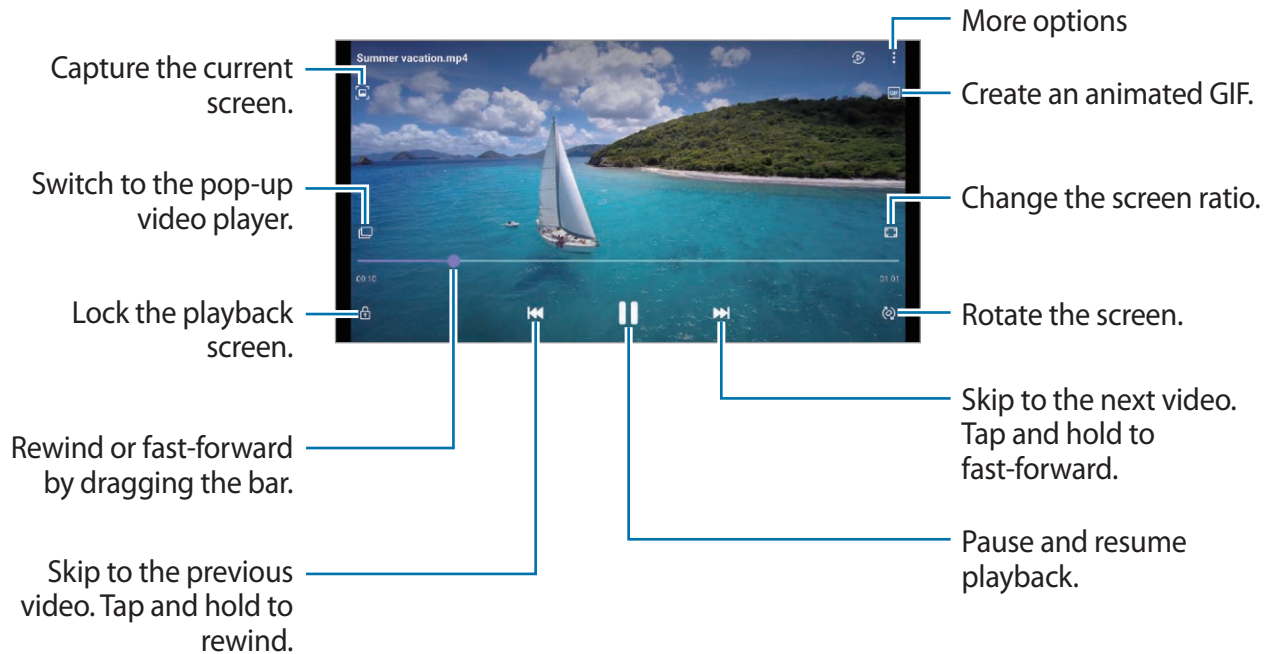 More options
Summer vacation.mp4
Capture the current
screen.
Create an animated GIF.
Switch to the pop-up
video player.
Change the screen ratio.
00:10
01:01
Lock the playback
screen.
Rotate the screen.
Skip to the next video.
Tap and hold to
fast-forward.
Rewind or fast-forward
by dragging the bar.
Pause and resume
playback.
Skip to the previous
video. Tap and hold to
rewind.